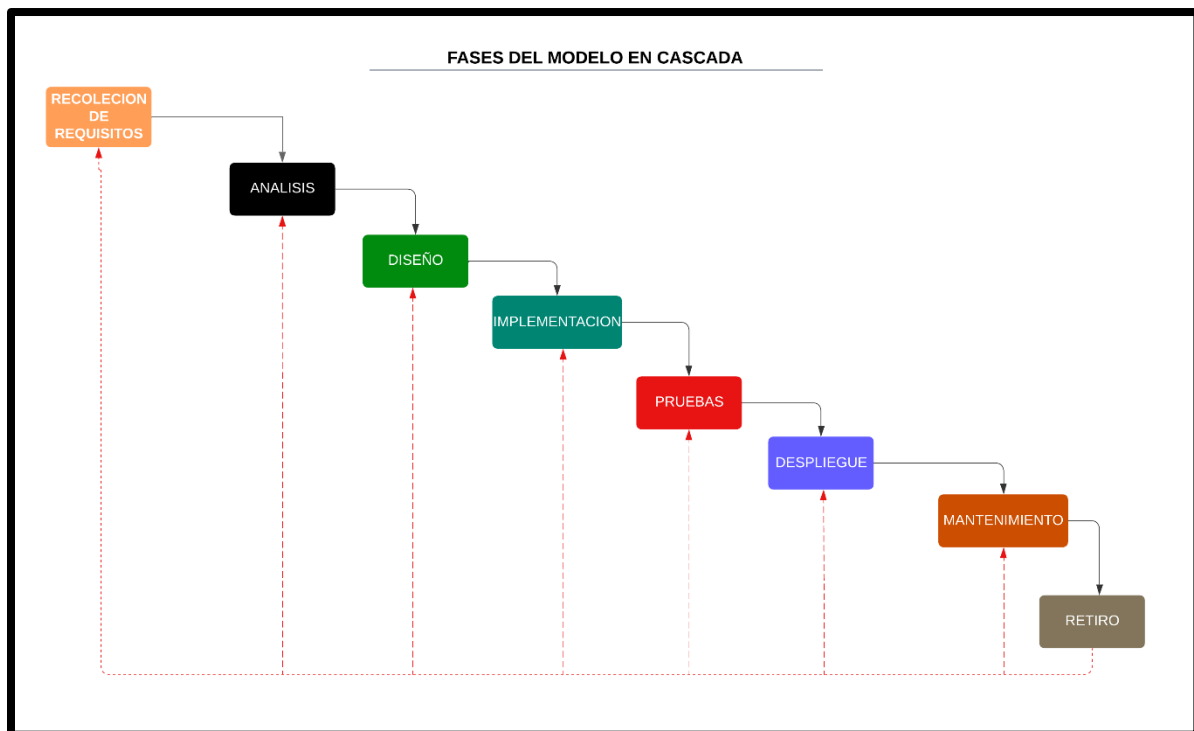 FASES DEL MODELO EN CASCADA
RECOLECION
DE
REQUISITOS
ANALISIS
DISEÑO
IMPLEMENTACION
PRUEBAS
DESPLIEGUE
MANTENIMIENTO
RETIRO